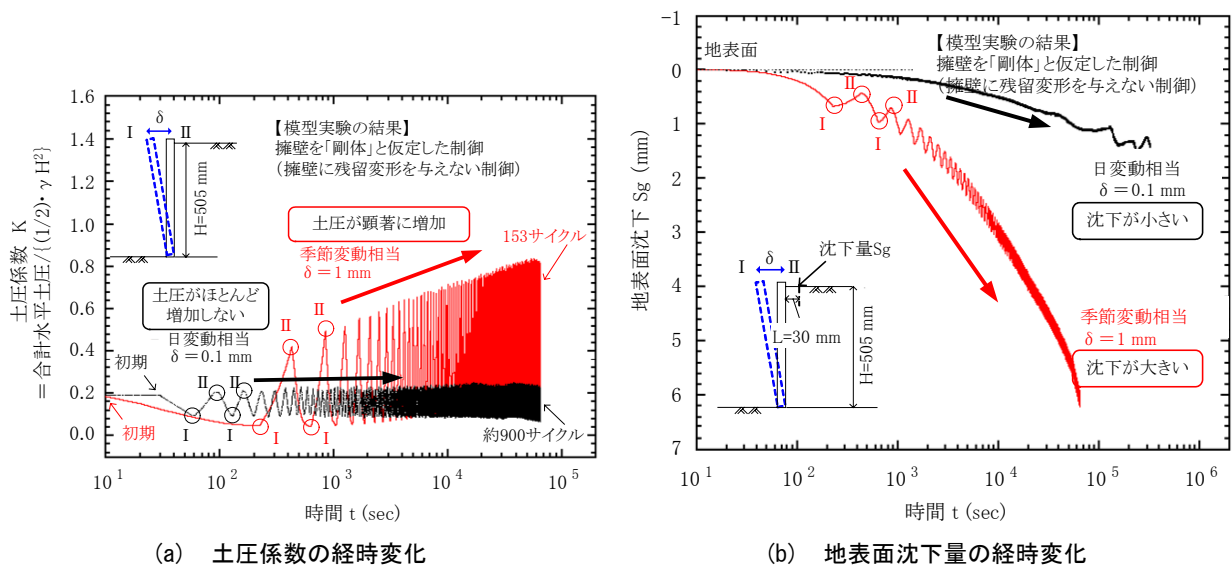 土圧係数 K
＝合計水平土圧/{(1/2)・γH²}
1.6
1.4
1.2
1.0
0.8
0.6
0.4
0.2
0.0
I δ II
H=505 mm
【模型実験の結果】
擁壁を「剛体」と仮定した制御
（擁壁に残留変形を与えない制御）
土圧が顕著に増加
153サイクル
季節変動相当
δ＝1 mm
土圧がほとんど
増加しない
日変動相当
δ＝0.1 mm
II
II
初期
II
II
初期
I
I
I
I
約900サイクル
10¹
10²
10³
10⁴
10⁵
時間 t (sec)
(a) 土圧係数の経時変化
地表面沈下 Sg (mm)
-1
0
1
2
3
4
5
6
7
地表面
【模型実験の結果】
擁壁を「剛体」と仮定した制御
（擁壁に残留変形を与えない制御）
II
II
I
I
日変動相当
δ＝0.1 mm
沈下が小さい
沈下量Sg
I δ II
L=30 mm
H=505 mm
季節変動相当
δ＝1 mm
沈下が大きい
10¹
10²
10³
10⁴
10⁵
10⁶
時間 t (sec)
(b) 地表面沈下量の経時変化